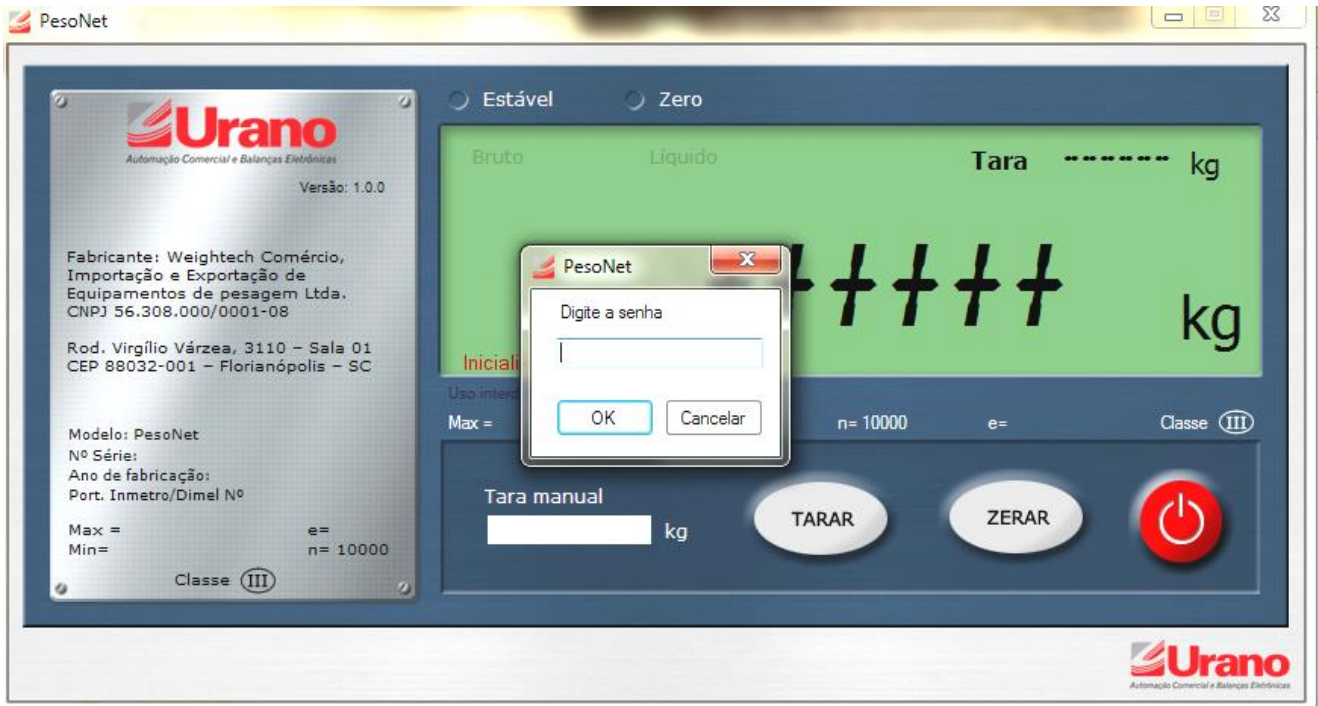 PesoNet
Urano
Automação Comercial e Balanças Eletrônicas
Versão: 1.0.0
Fabricante: Weightech Comércio,
Importação e Exportação de
Equipamentos de pesagem Ltda.
CNPJ 56.308.000/0001-08
Rod. Virgílio Várzea, 3110 – Sala 01
CEP 88032-001 – Florianópolis – SC
Modelo: PesoNet
Nº Série:
Ano de fabricação:
Port. Inmetro/Dimel Nº
Max = e=
Min= n= 10000
Classe III
Estável Zero
Bruto Líquido Tara ------ kg
kg
Iniciali
Uso interd
Max = n= 10000 e= Classe III
PesoNet
Digite a senha
OK Cancelar
Tara manual
kg
TARAR ZERAR
Urano
Automação Comercial e Balanças Eletrônicas